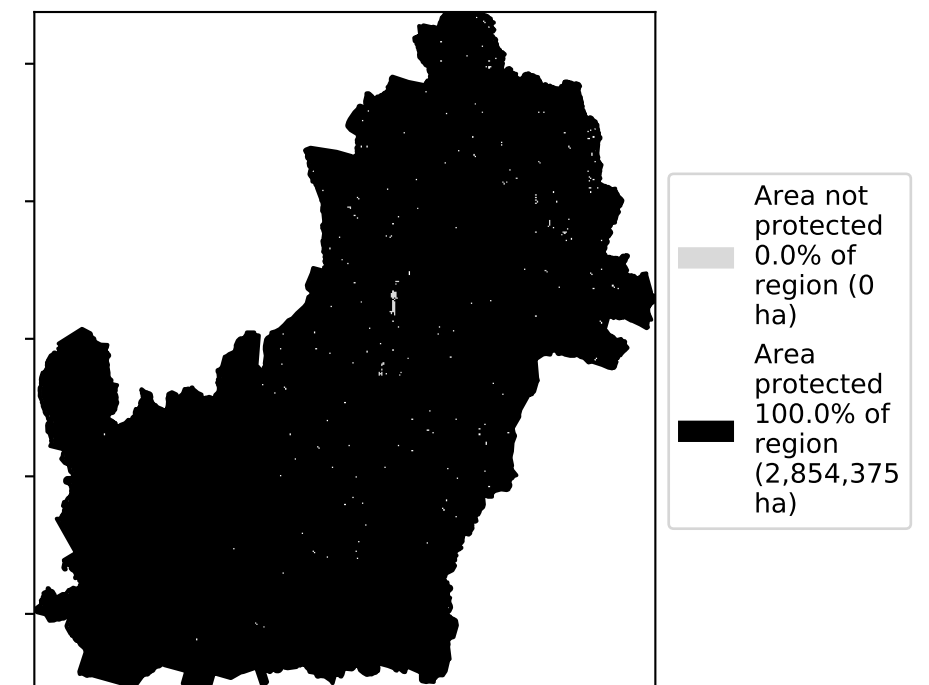 Area not
protected
0.0% of
region (0
ha)
Area
protected
100.0% of
region
(2,854,375
ha)